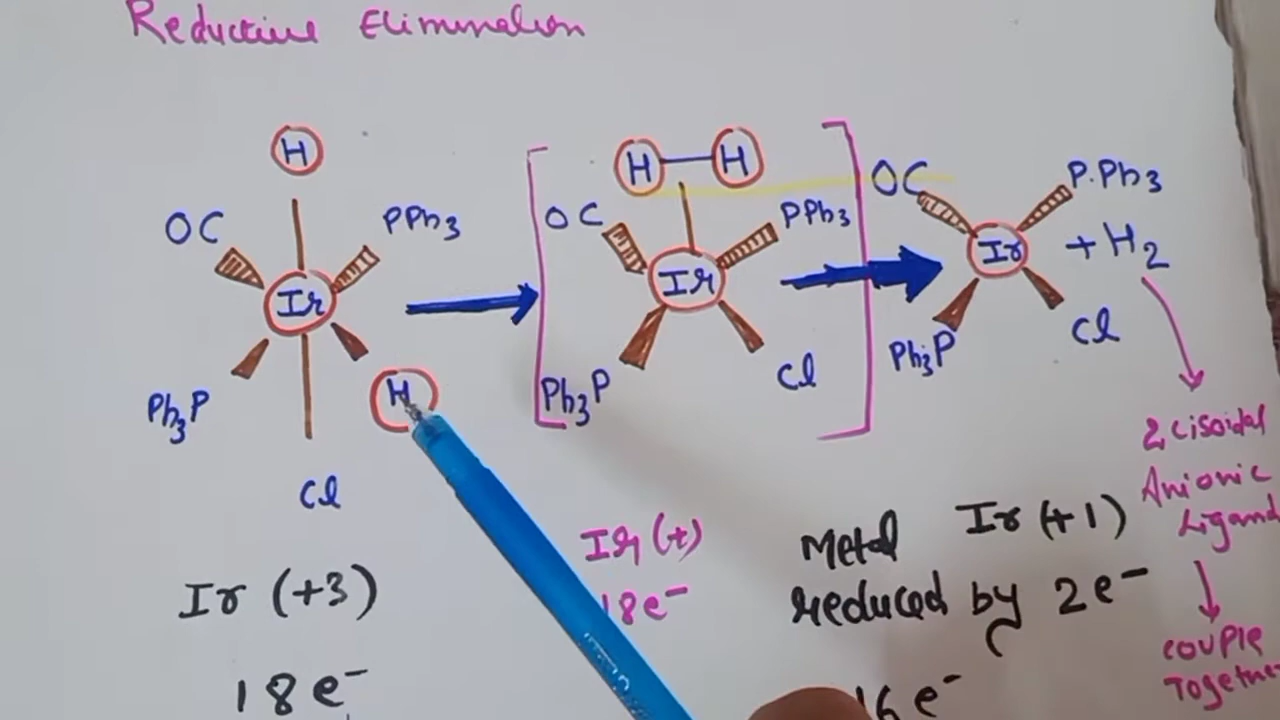 Reductive Elimination
H
OC
PPh3
Ir
Ph3P
H
Cl
Ir (+3)
18e-
H-H
OC
PPh3
Ir
Ph3P
Cl
Ir (+)
18e-
OC
P.Ph3
Ir
+ H2
Ph3P
Cl
Metal Ir (+1)
reduced by 2e-
16e-
2 cisoidal
Anionic
Ligand
couple